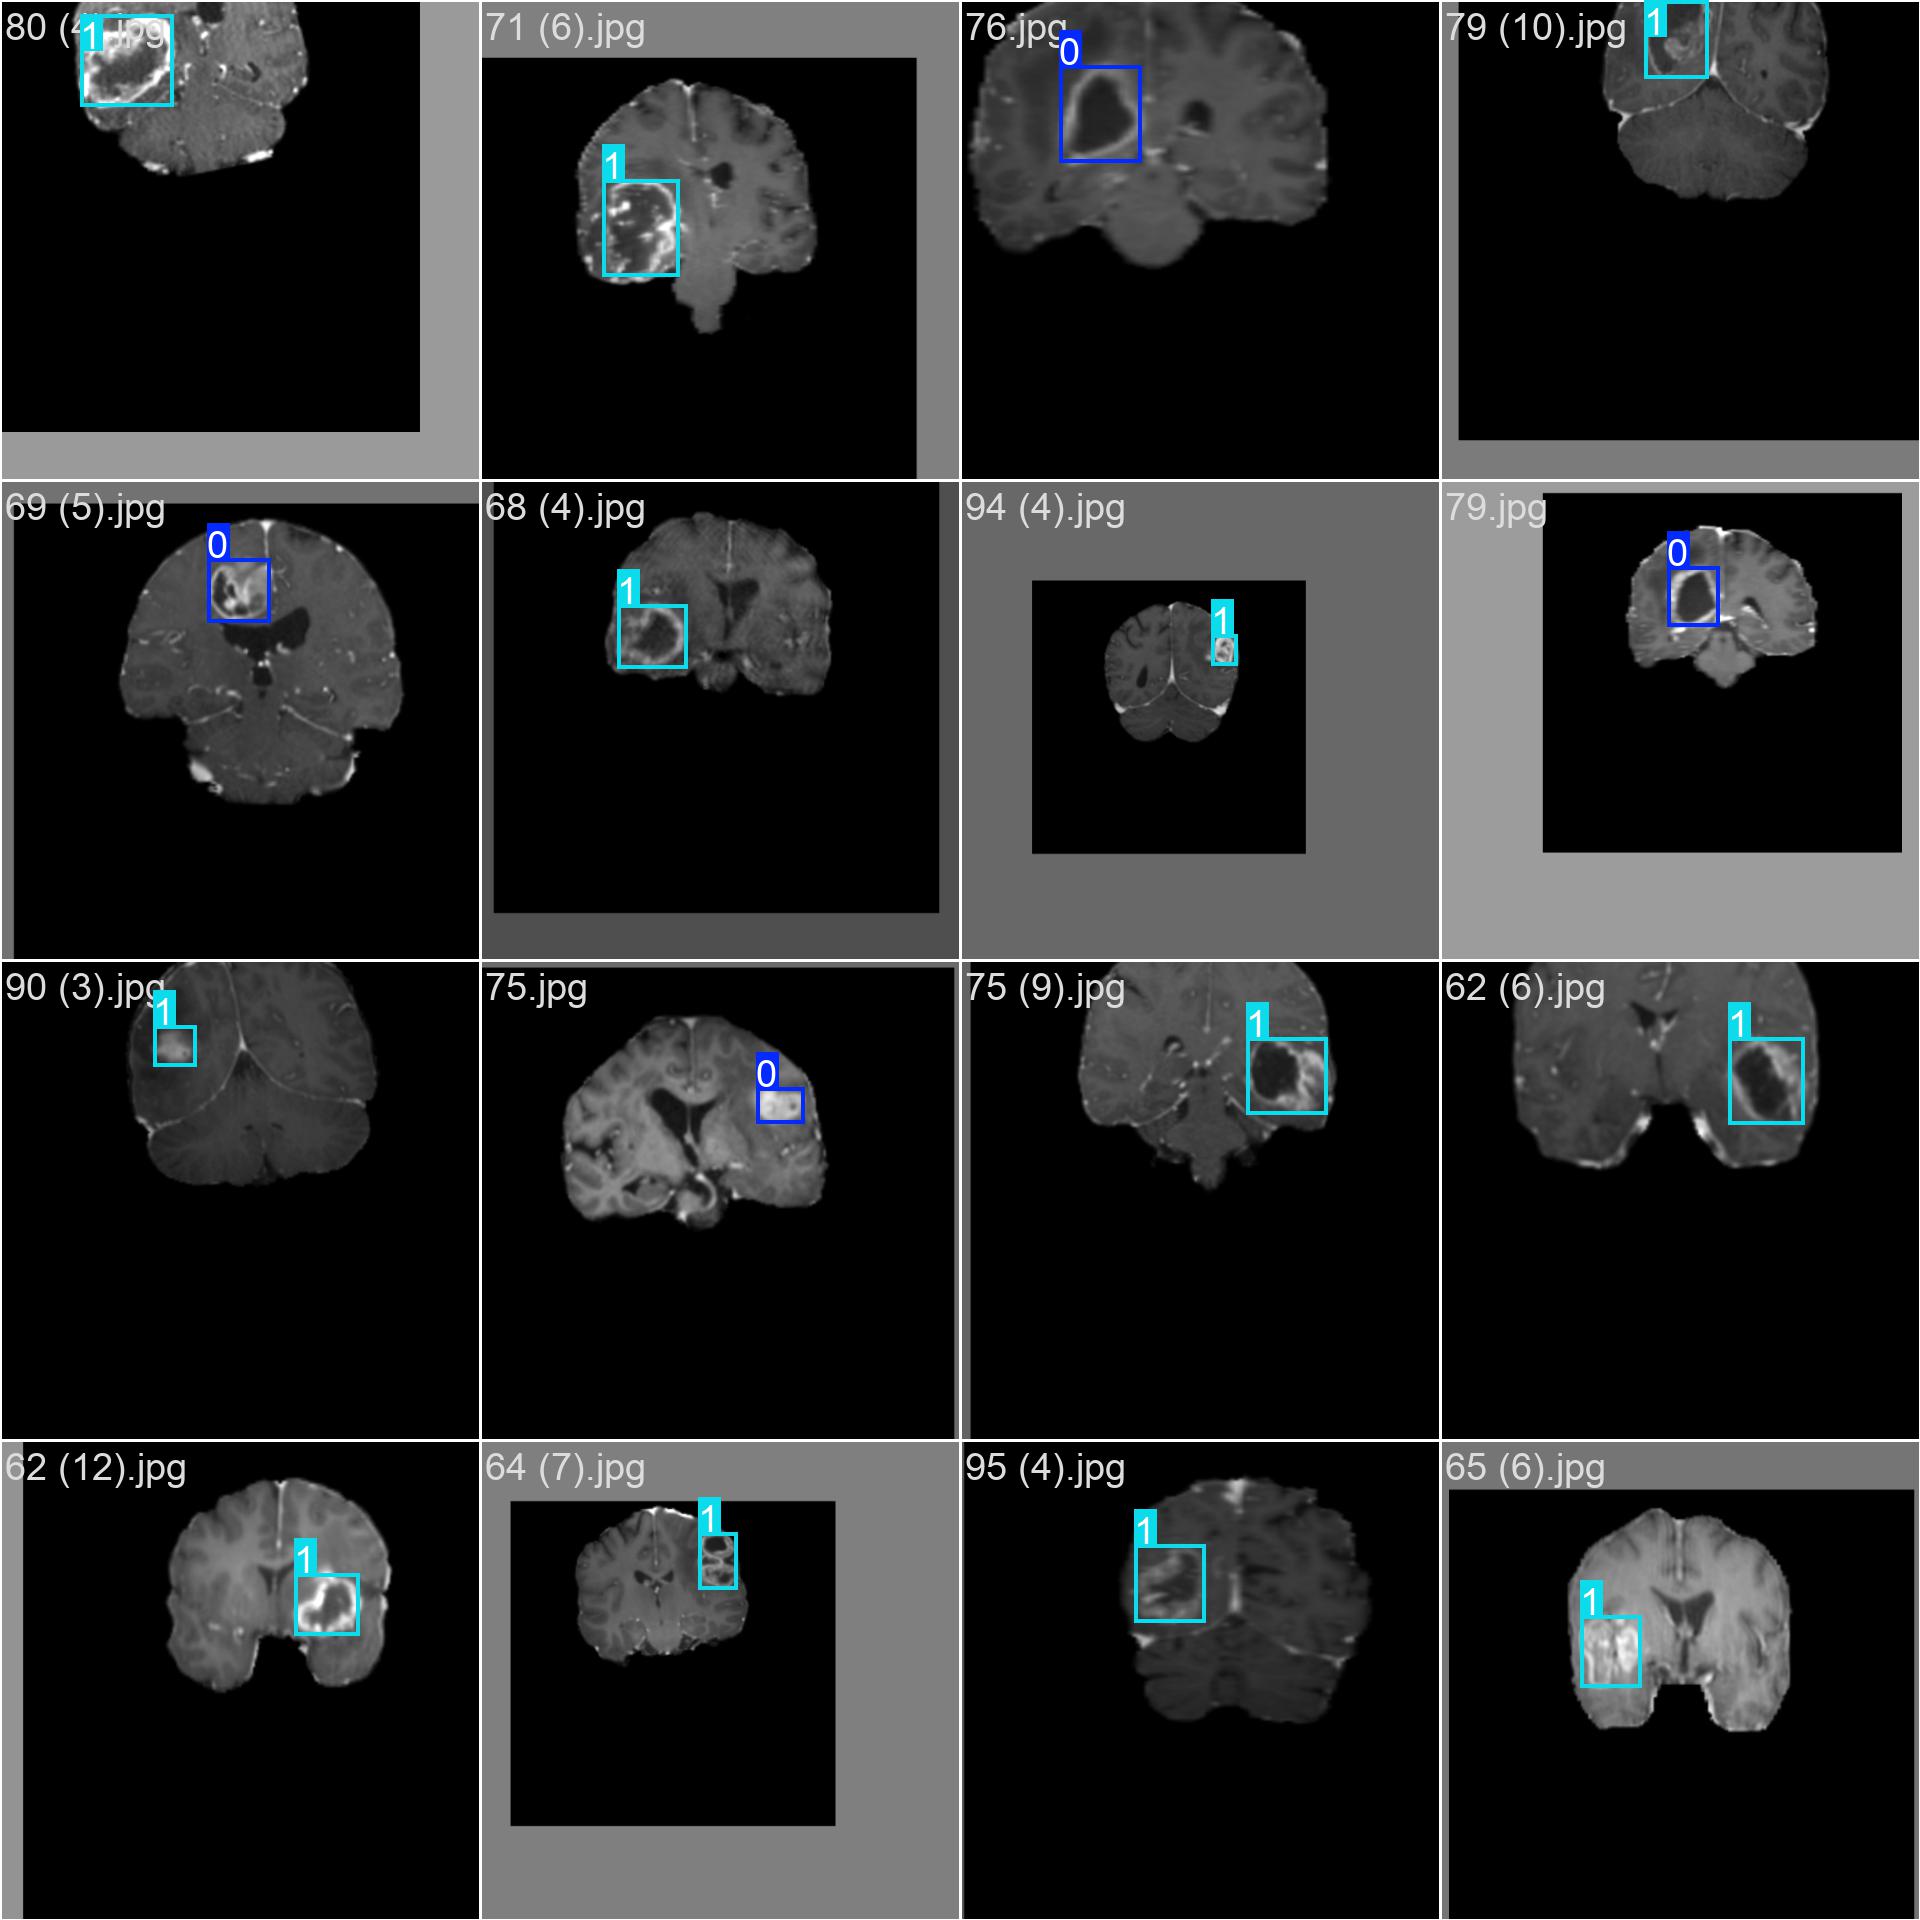 80 (4).jpg
1
71 (6).jpg
1
76.jpg
0
79 (10).jpg
1
69 (5).jpg
0
68 (4).jpg
1
94 (4).jpg
1
79.jpg
0
90 (3).jpg
1
75.jpg
0
75 (9).jpg
1
62 (6).jpg
1
62 (12).jpg
1
64 (7).jpg
1
95 (4).jpg
1
65 (6).jpg
1